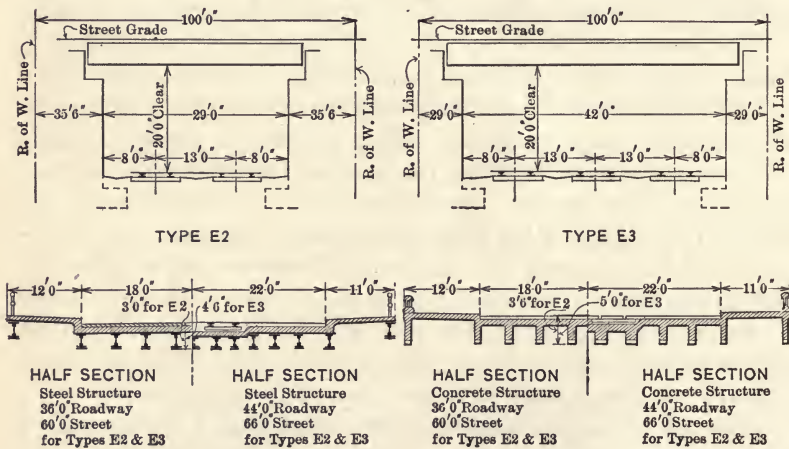 100'0"
Street Grade
R. of W. Line
35'6"
29'0"
35'6"
20'0" Clear
8'0"
13'0"
8'0"
R. of W. Line
TYPE E2
100'0"
Street Grade
R. of W. Line
29'0"
42'0"
29'0"
20'0" Clear
8'0"
13'0"
13'0"
8'0"
R. of W. Line
TYPE E3
12'0"
18'0"
22'0"
11'0"
3'0" for E2
4'6" for E3
HALF SECTION
Steel Structure
36'0" Roadway
60'0" Street
for Types E2 & E3
HALF SECTION
Steel Structure
44'0" Roadway
66'0" Street
for Types E2 & E3
12'0"
18'0"
22'0"
11'0"
3'6" for E2
5'0" for E3
HALF SECTION
Concrete Structure
36'0" Roadway
60'0" Street
for Types E2 & E3
HALF SECTION
Concrete Structure
44'0" Roadway
66'0" Street
for Types E2 & E3